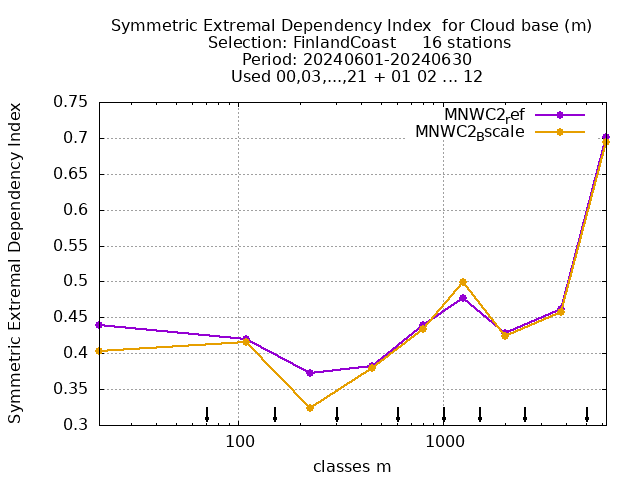 Symmetric Extremal Dependency Index  for Cloud base (m)
Selection: FinlandCoast     16 stations
Period: 20240601-20240630
Used 00,03,...,21 + 01 02 ... 12
Symmetric Extremal Dependency Index
0.75
0.7
0.65
0.6
0.55
0.5
0.45
0.4
0.35
0.3
MNWC2ref
MNWC2Bscale
100
1000
classes m